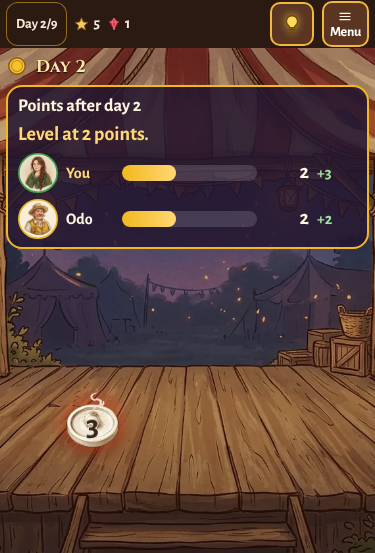 Day 2/9
5
1
Menu
DAY 2
Points after day 2
Level at 2 points.
You 2 +3
Odo 2 +2
3